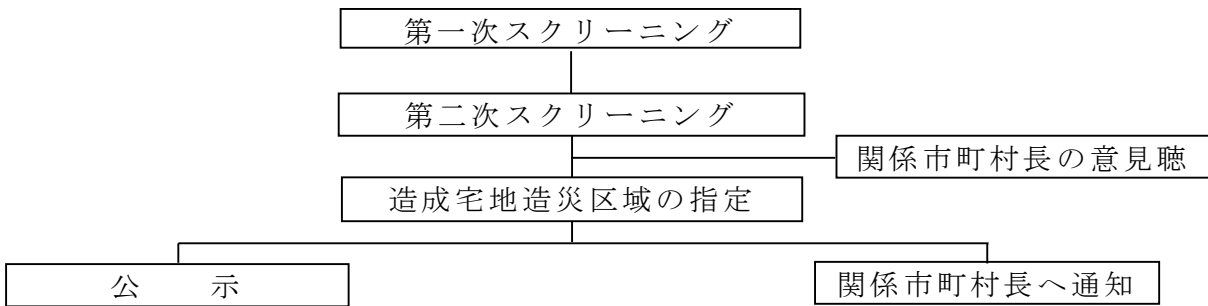 第一次スクリーニング
第二次スクリーニング
関係市町村長の意見聴
造成宅地造災区域の指定
公　　示
関係市町村長へ通知